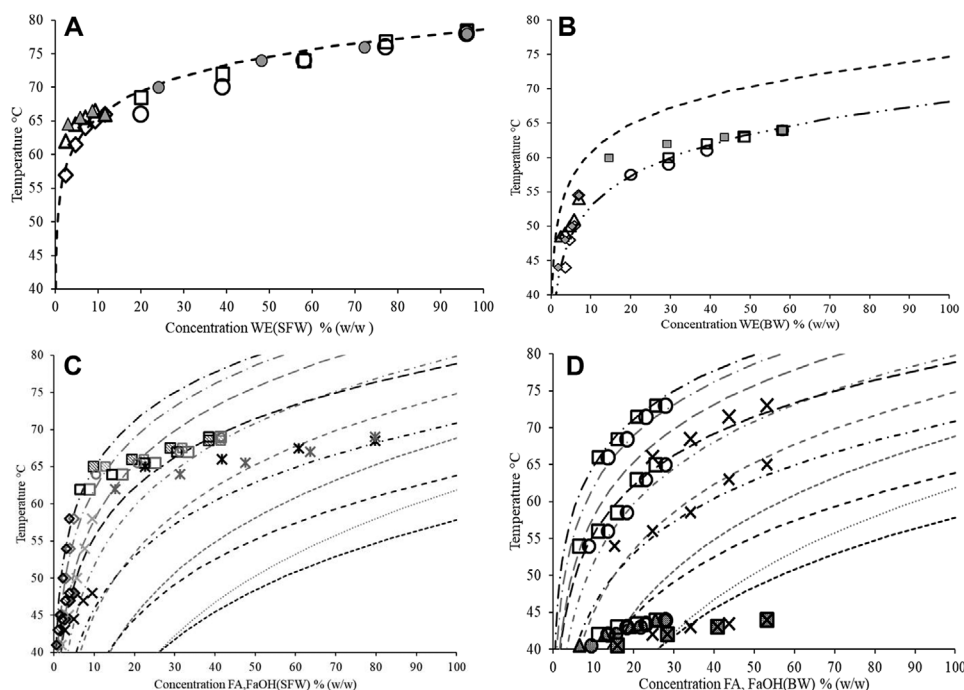 A
80
75
70
65
60
55
50
45
40
Temperature °C
0 10 20 30 40 50 60 70 80 90 100
Concentration WE(SFW) % (w/w )
B
80
75
70
65
60
55
50
45
40
Temperature °C
0 10 20 30 40 50 60 70 80 90 100
Concentration WE(BW) % (w/w)
C
80
75
70
65
60
55
50
45
40
Temperature °C
0 10 20 30 40 50 60 70 80 90 100
Concentration FA,FaOH(SFW) % (w/w)
D
80
75
70
65
60
55
50
45
40
Temperature °C
0 10 20 30 40 50 60 70 80 90 100
Concentration FA, FaOH(BW) % (w/w)